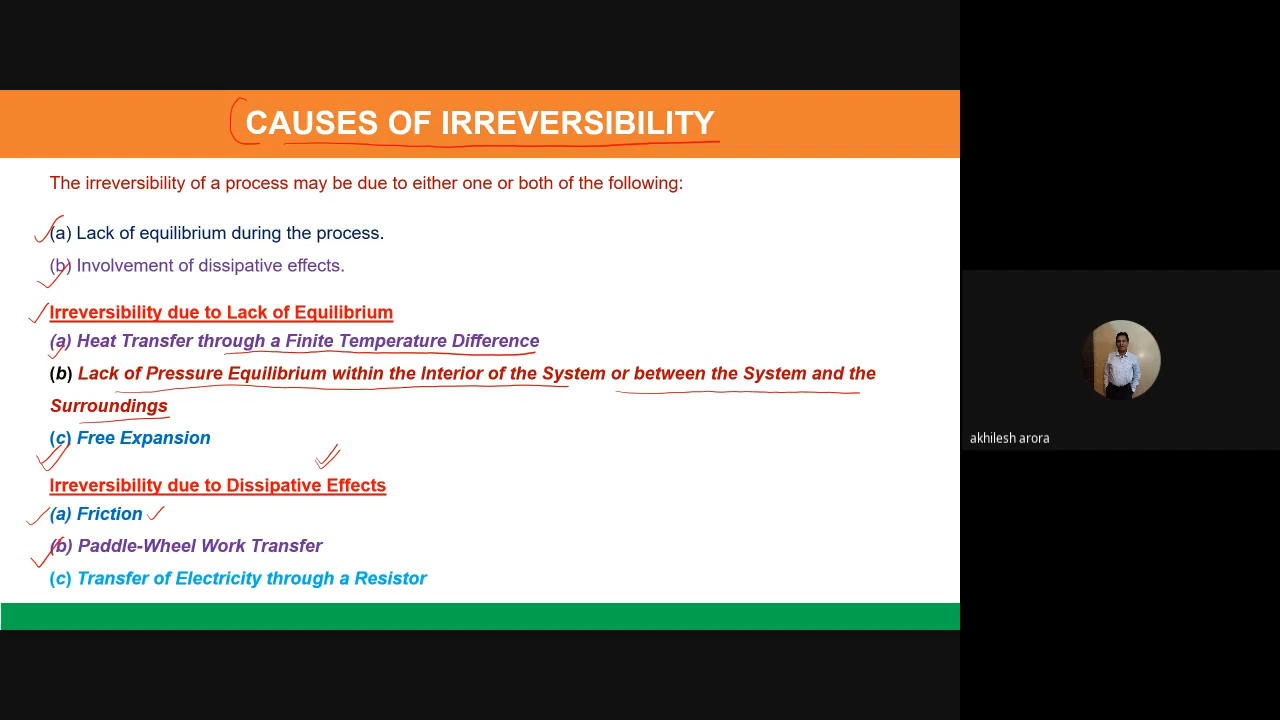 CAUSES OF IRREVERSIBILITY
The irreversibility of a process may be due to either one or both of the following:
(a) Lack of equilibrium during the process.
(b) Involvement of dissipative effects.
Irreversibility due to Lack of Equilibrium
(a) Heat Transfer through a Finite Temperature Difference
(b) Lack of Pressure Equilibrium within the Interior of the System or between the System and the
Surroundings
(c) Free Expansion
Irreversibility due to Dissipative Effects
(a) Friction
(b) Paddle-Wheel Work Transfer
(c) Transfer of Electricity through a Resistor
akhilesh arora